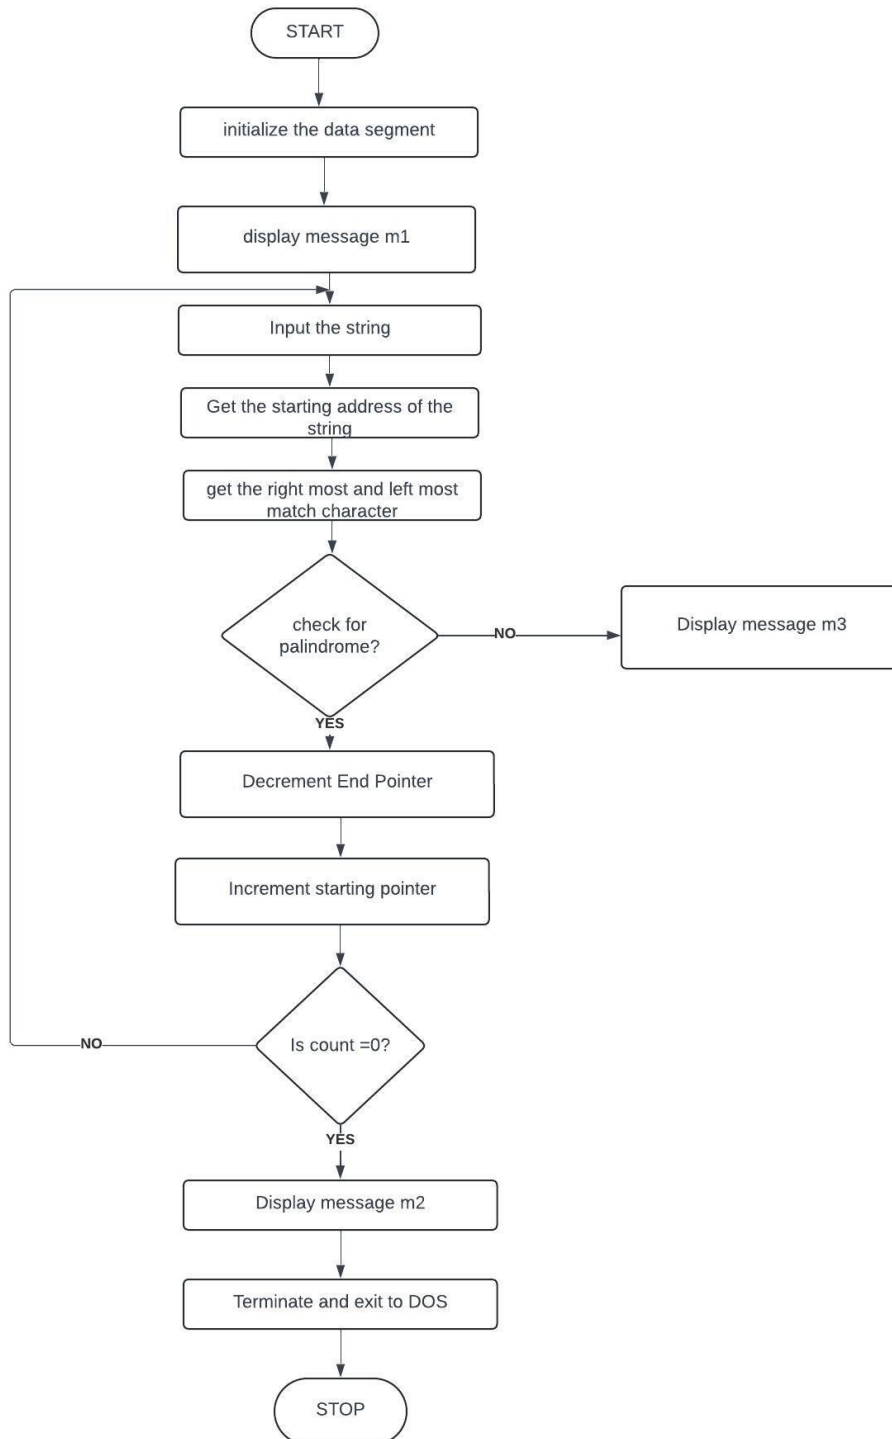 START
initialize the data segment
display message m1
Input the string
Get the starting address of the
string
get the right most and left most
match character
check for
palindrome?
NO
Display message m3
YES
Decrement End Pointer
Increment starting pointer
Is count =0?
NO
YES
Display message m2
Terminate and exit to DOS
STOP